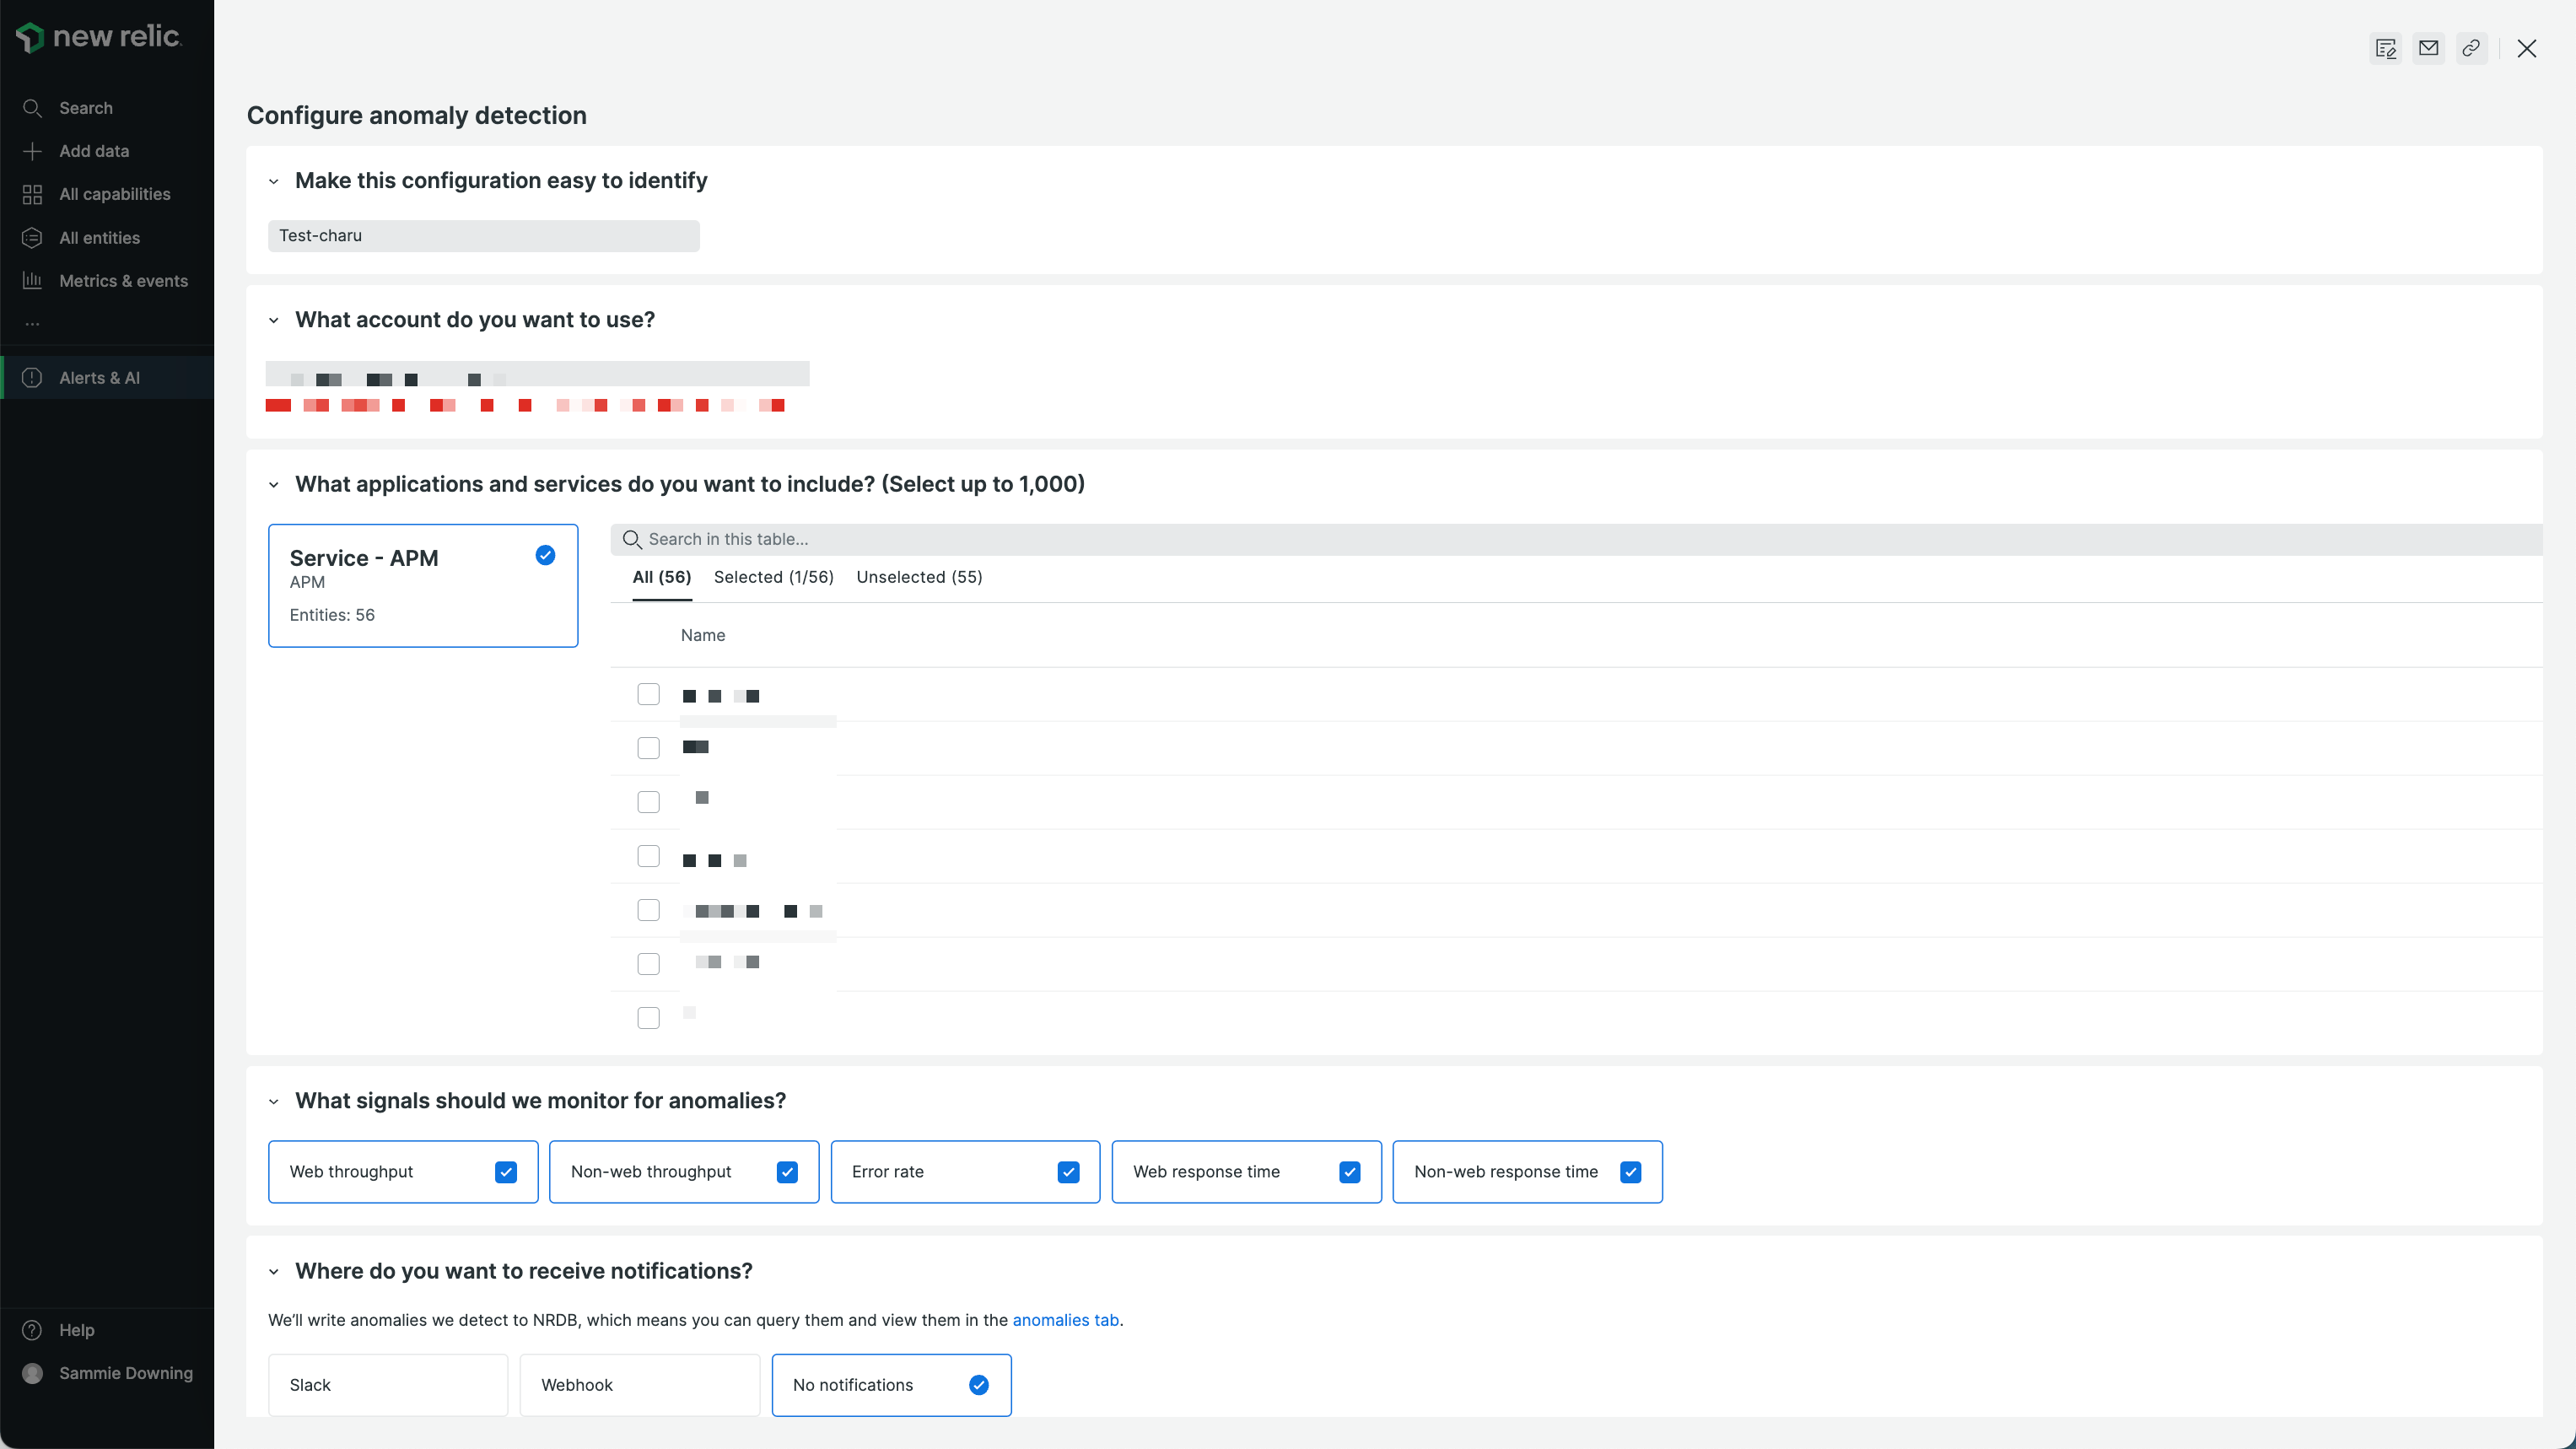 new relic.
Search
Add data
All capabilities
All entities
Metrics & events
...
Alerts & AI
Help
Sammie Downing
Configure anomaly detection
Make this configuration easy to identify
Test-charu
What account do you want to use?
What applications and services do you want to include? (Select up to 1,000)
Service - APM
APM
Entities: 56
Search in this table...
All (56) Selected (1/56) Unselected (55)
Name
What signals should we monitor for anomalies?
Web throughput Non-web throughput Error rate Web response time Non-web response time
Where do you want to receive notifications?
We'll write anomalies we detect to NRDB, which means you can query them and view them in the anomalies tab.
Slack Webhook No notifications